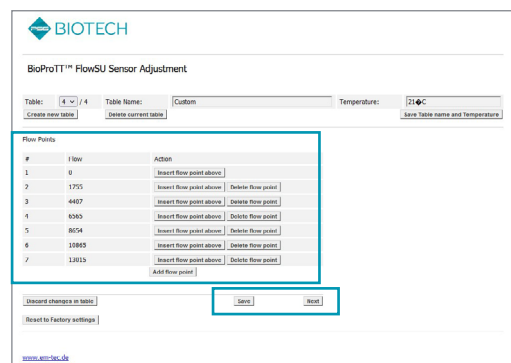 BIOTECH
BioProTT™ FlowSU Sensor Adjustment
Table: 4 / 4 Table Name: Custom Temperature: 21�C
Create new table Delete current table Save Table name and Temperature
Flow Points
# Flow Action
1 0 Insert flow point above
2 1755 Insert flow point above Delete flow point
3 4407 Insert flow point above Delete flow point
4 6565 Insert flow point above Delete flow point
5 8654 Insert flow point above Delete flow point
6 10865 Insert flow point above Delete flow point
7 13015 Insert flow point above Delete flow point
Add flow point
Discard changes in table Save Next
Reset to Factory settings
www.em-tec.de